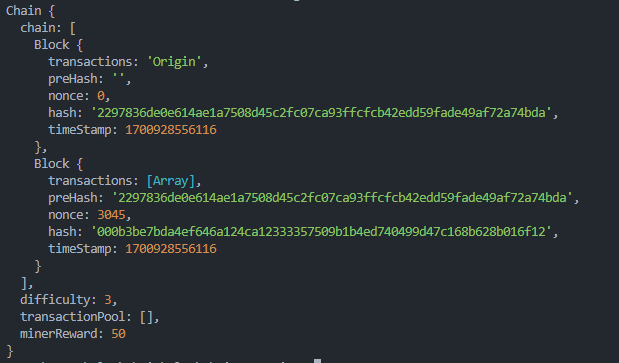 Chain {
  chain: [
    Block {
      transactions: 'Origin',
      preHash: '',
      nonce: 0,
      hash: '2297836de0e614ae1a7508d45c2fc07ca93ffcfcb42edd59fade49af72a74bda',
      timeStamp: 1700928556116
    },
    Block {
      transactions: [Array],
      preHash: '2297836de0e614ae1a7508d45c2fc07ca93ffcfcb42edd59fade49af72a74bda',
      nonce: 3045,
      hash: '000b3be7bda4ef646a124ca12333357509b1b4ed740499d47c168b628b016f12',
      timeStamp: 1700928556116
    }
  ],
  difficulty: 3,
  transactionPool: [],
  minerReward: 50
}